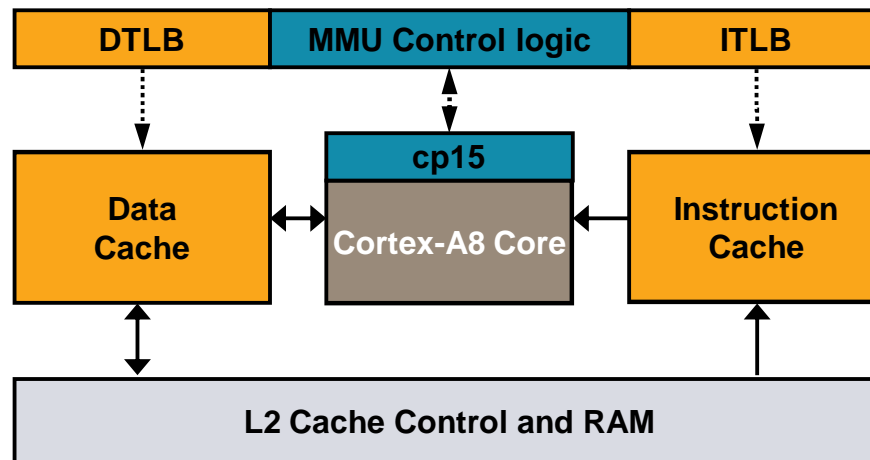 DTLB
MMU Control logic
ITLB
cp15
Data
Cache
Cortex-A8 Core
Instruction
Cache
L2 Cache Control and RAM